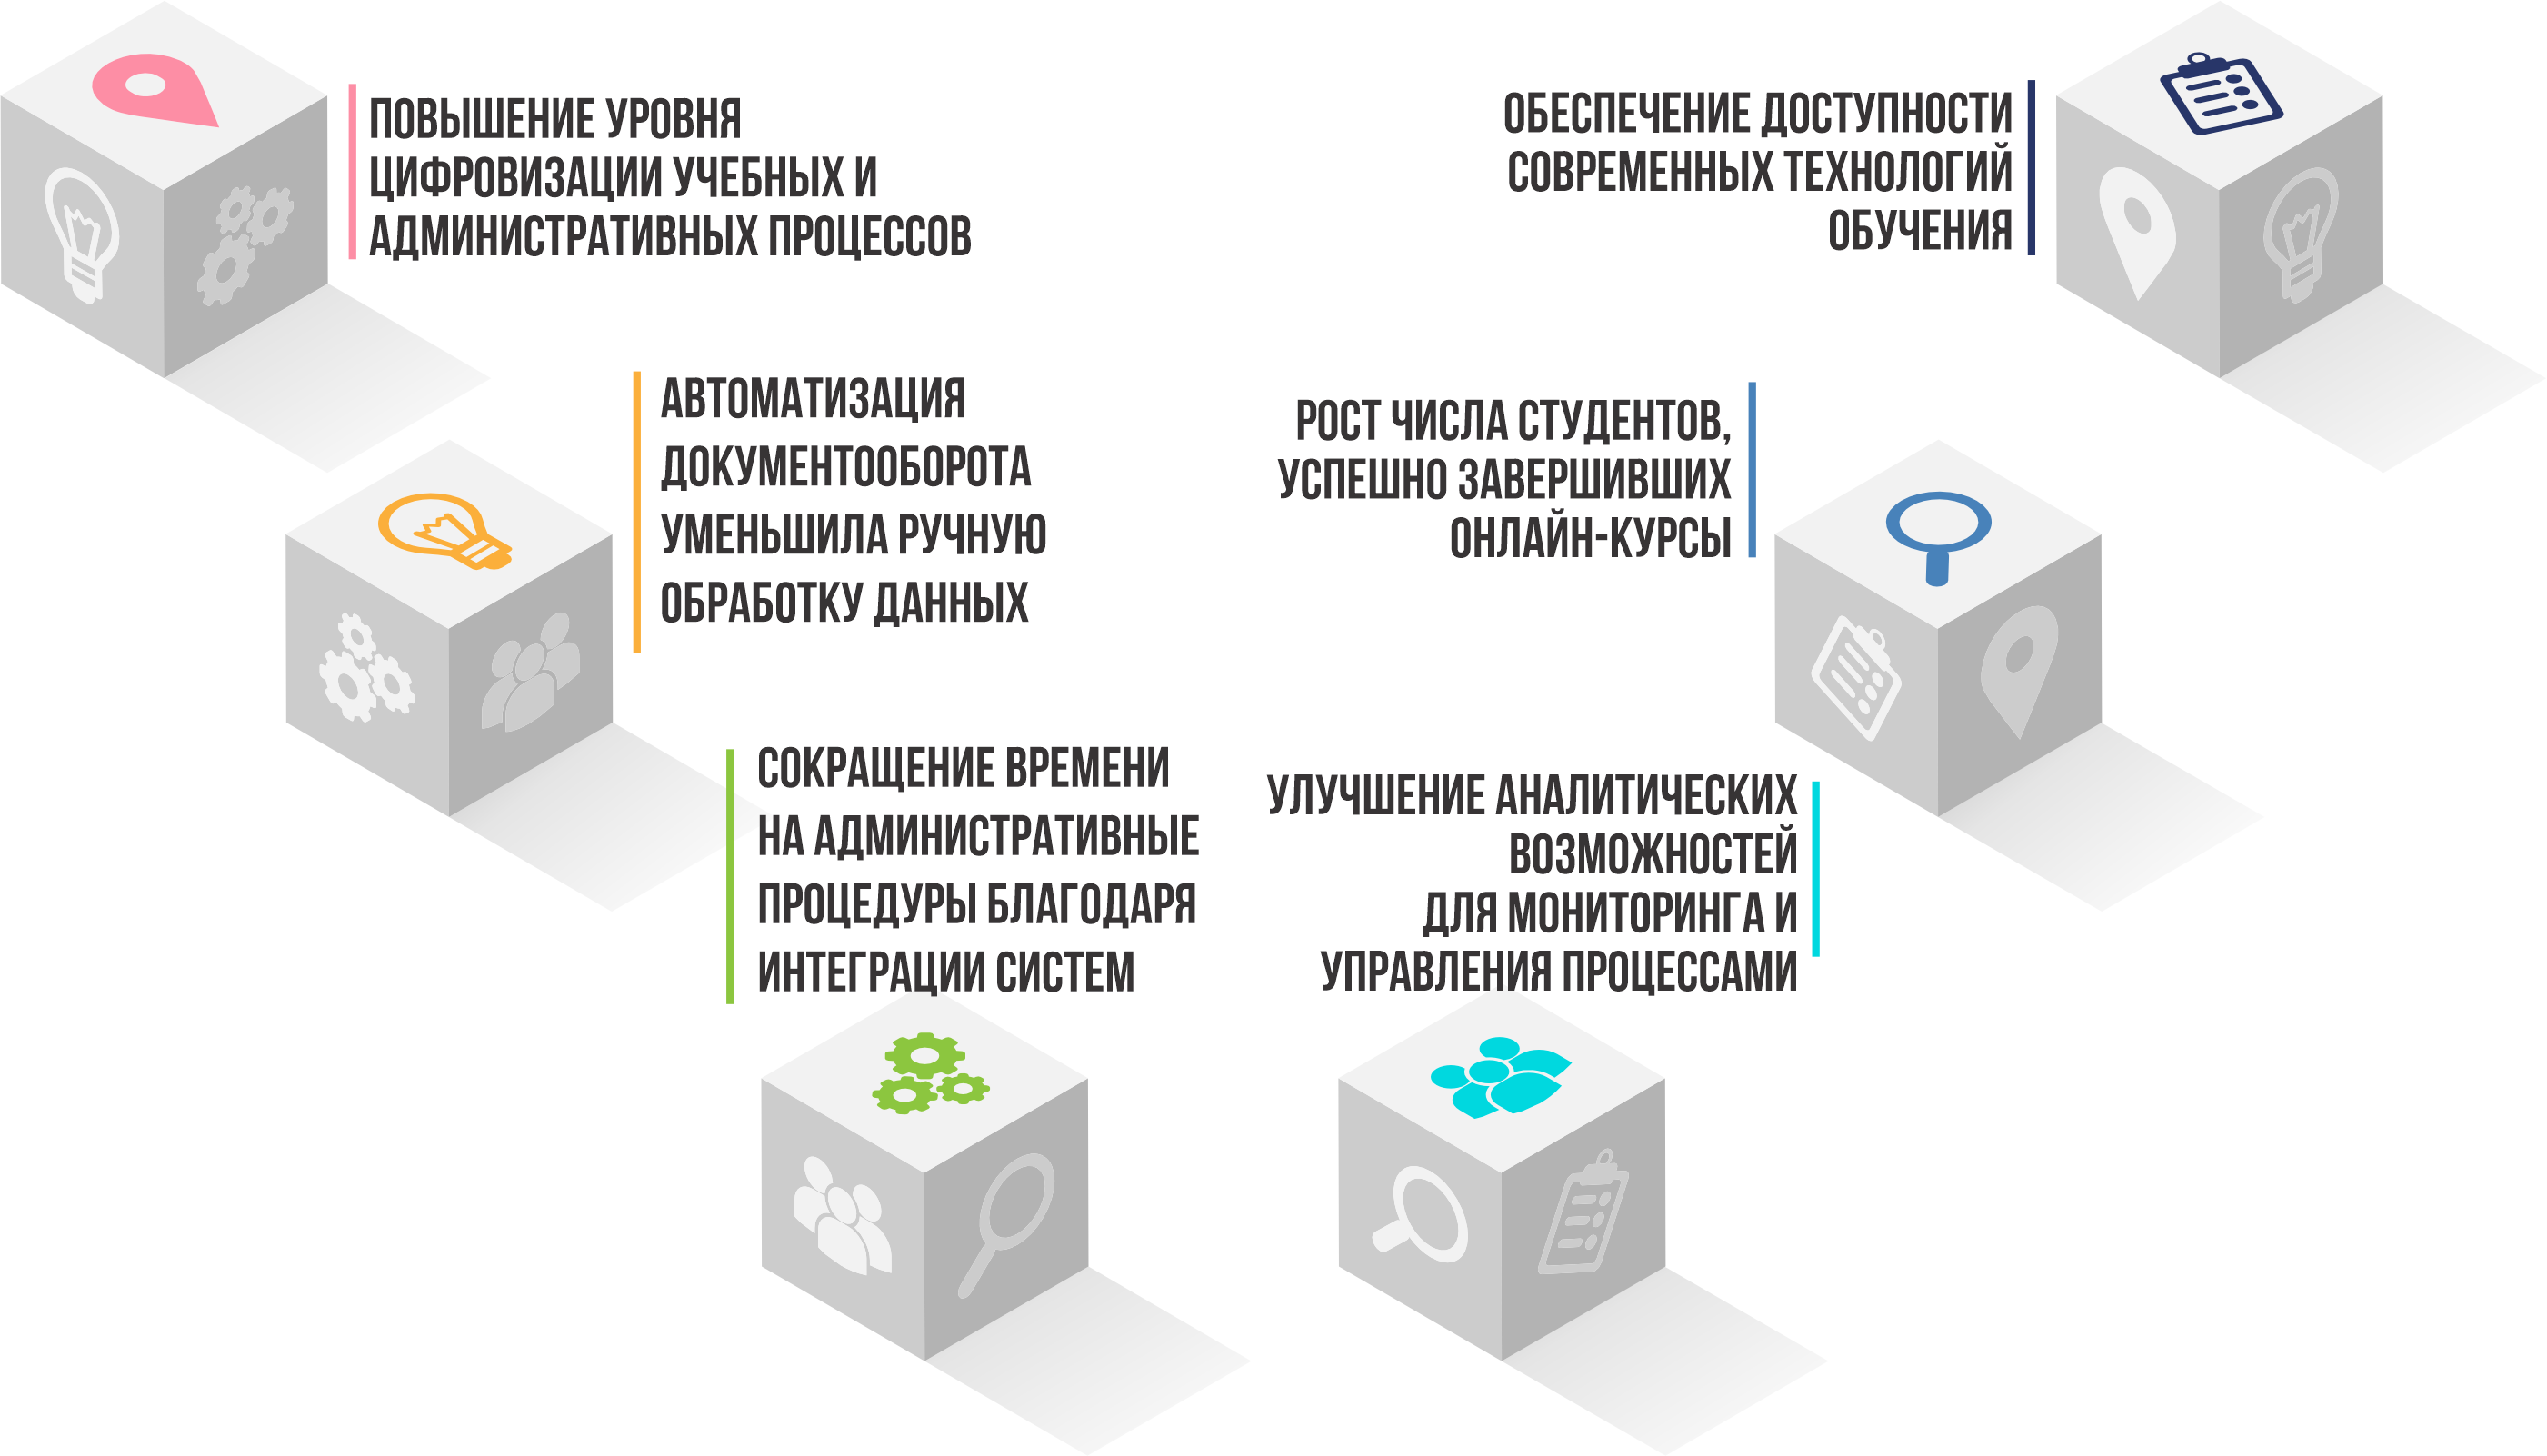 ПОВЫШЕНИЕ УРОВНЯ
ЦИФРОВИЗАЦИИ УЧЕБНЫХ И
АДМИНИСТРАТИВНЫХ ПРОЦЕССОВ
АВТОМАТИЗАЦИЯ
ДОКУМЕНТООБОРОТА
УМЕНЬШИЛА РУЧНУЮ
ОБРАБОТКУ ДАННЫХ
СОКРАЩЕНИЕ ВРЕМЕНИ
НА АДМИНИСТРАТИВНЫЕ
ПРОЦЕДУРЫ БЛАГОДАРЯ
ИНТЕГРАЦИИ СИСТЕМ
ОБЕСПЕЧЕНИЕ ДОСТУПНОСТИ
СОВРЕМЕННЫХ ТЕХНОЛОГИЙ
ОБУЧЕНИЯ
РОСТ ЧИСЛА СТУДЕНТОВ,
УСПЕШНО ЗАВЕРШИВШИХ
ОНЛАЙН-КУРСЫ
УЛУЧШЕНИЕ АНАЛИТИЧЕСКИХ
ВОЗМОЖНОСТЕЙ
ДЛЯ МОНИТОРИНГА И
УПРАВЛЕНИЯ ПРОЦЕССАМИ